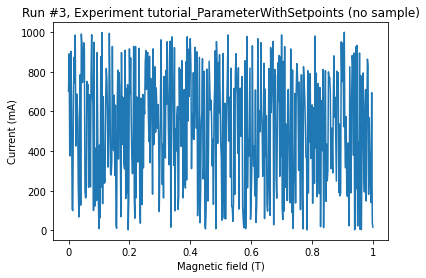 Run #3, Experiment tutorial_ParameterWithSetpoints (no sample)
1000
800
600
400
200
0
Current (mA)
0 0.2 0.4 0.6 0.8 1
Magnetic field (T)